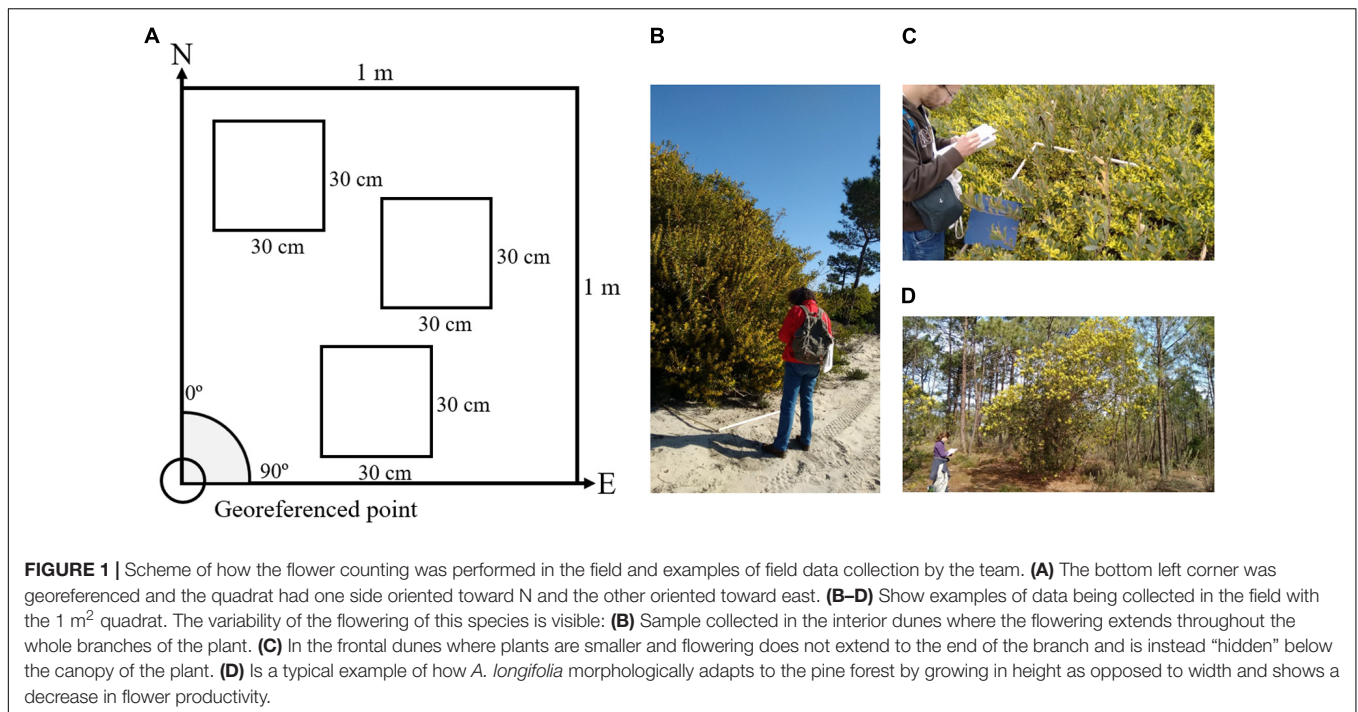 A
N
1 m
30 cm
30 cm
30 cm
30 cm
1 m
30 cm
30 cm
0º
90º
E
Georeferenced point
B
C
D
FIGURE 1 | Scheme of how the flower counting was performed in the field and examples of field data collection by the team. (A) The bottom left corner was
georeferenced and the quadrat had one side oriented toward N and the other oriented toward east. (B–D) Show examples of data being collected in the field with
the 1 m² quadrat. The variability of the flowering of this species is visible: (B) Sample collected in the interior dunes where the flowering extends throughout the
whole branches of the plant. (C) In the frontal dunes where plants are smaller and flowering does not extend to the end of the branch and is instead “hidden” below
the canopy of the plant. (D) Is a typical example of how A. longifolia morphologically adapts to the pine forest by growing in height as opposed to width and shows a
decrease in flower productivity.